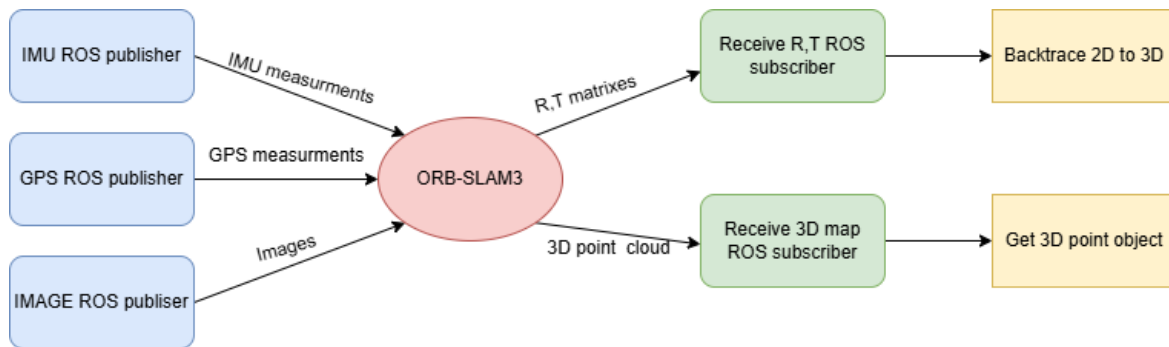 IMU ROS publisher
IMU measurments
GPS ROS publisher
GPS measurments
IMAGE ROS publiser
Images
ORB-SLAM3
R,T matrixes
3D point cloud
Receive R,T ROS
subscriber
Receive 3D map
ROS subscriber
Backtrace 2D to 3D
Get 3D point object